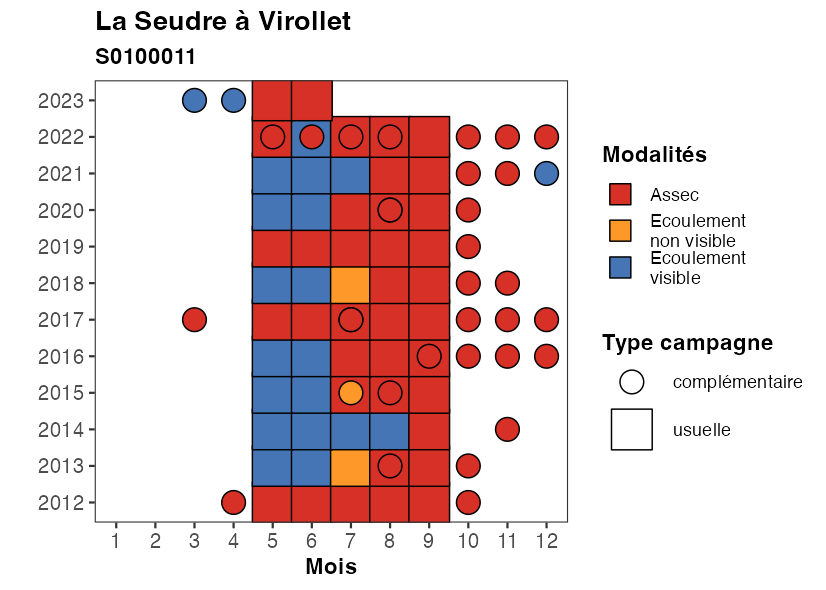 La Seudre à Virollet
S0100011
2023
2022
2021
2020
2019
2018
2017
2016
2015
2014
2013
2012
1 2 3 4 5 6 7 8 9 10 11 12
Mois
Modalités
Assec
Ecoulement
non visible
Ecoulement
visible
Type campagne
complémentaire
usuelle